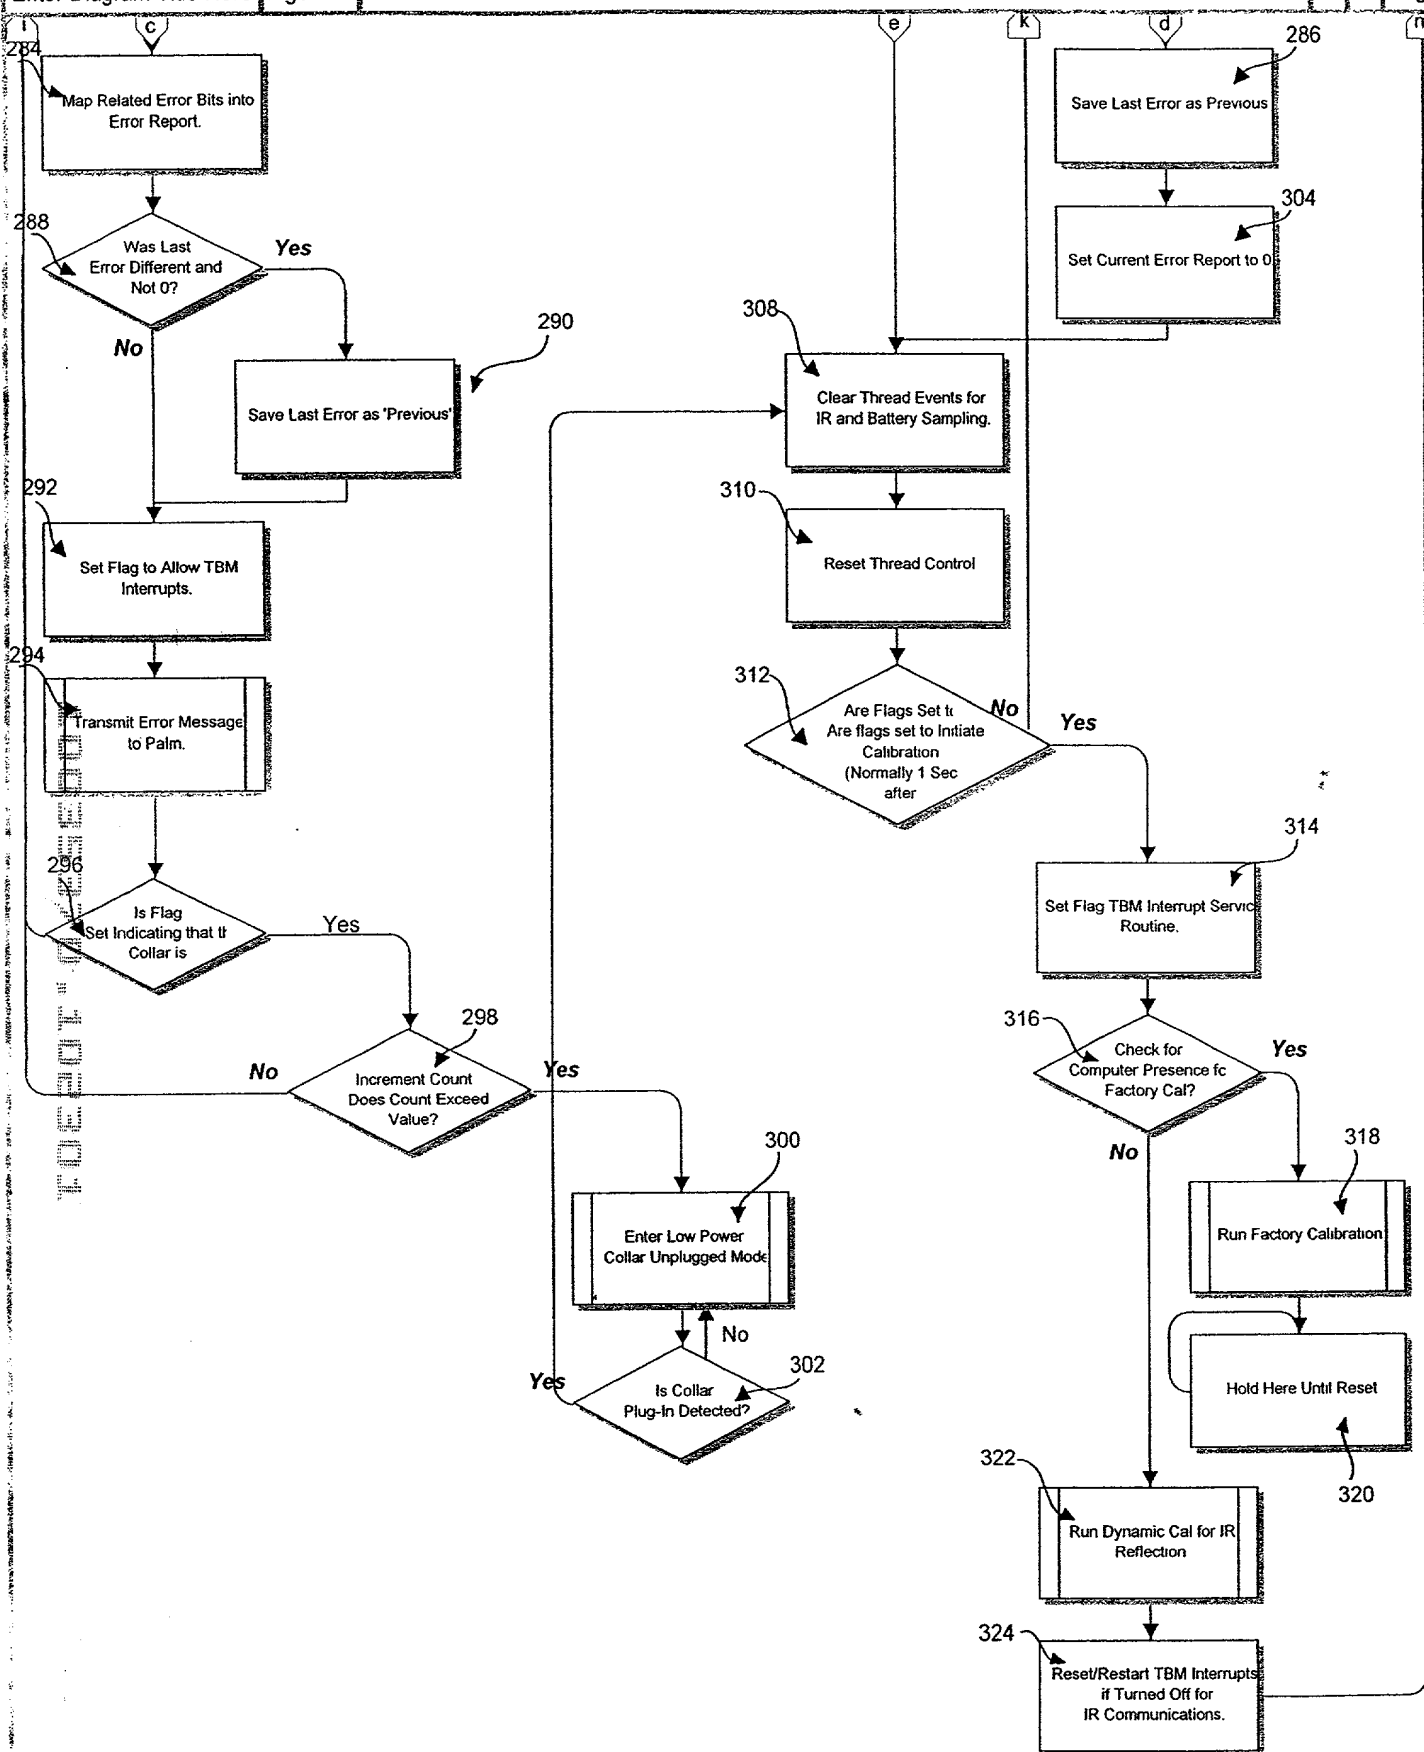 c
e
k
d
284
Map Related Error Bits into
Error Report.
286
Save Last Error as Previous
288
Was Last
Error Different and
Not 0?
Yes
No
304
Set Current Error Report to 0
290
Save Last Error as 'Previous'
308
Clear Thread Events for
IR and Battery Sampling.
292
Set Flag to Allow TBM
Interrupts.
310
Reset Thread Control
294
Transmit Error Message
to Palm.
312
Are Flags Set to
Are flags set to Initiate
Calibration
(Normally 1 Sec
after
No
Yes
296
Is Flag
Set Indicating that th
Collar is
Yes
314
Set Flag TBM Interrupt Servic
Routine.
298
Increment Count
Does Count Exceed
Value?
No
Yes
316
Check for
Computer Presence fc
Factory Cal?
Yes
No
300
Enter Low Power
Collar Unplugged Mode
318
Run Factory Calibration
No
302
Is Collar
Plug-In Detected?
Yes
Hold Here Until Reset
320
322
Run Dynamic Cal for IR
Reflection
324
Reset/Restart TBM Interrupts
if Turned Off for
IR Communications.